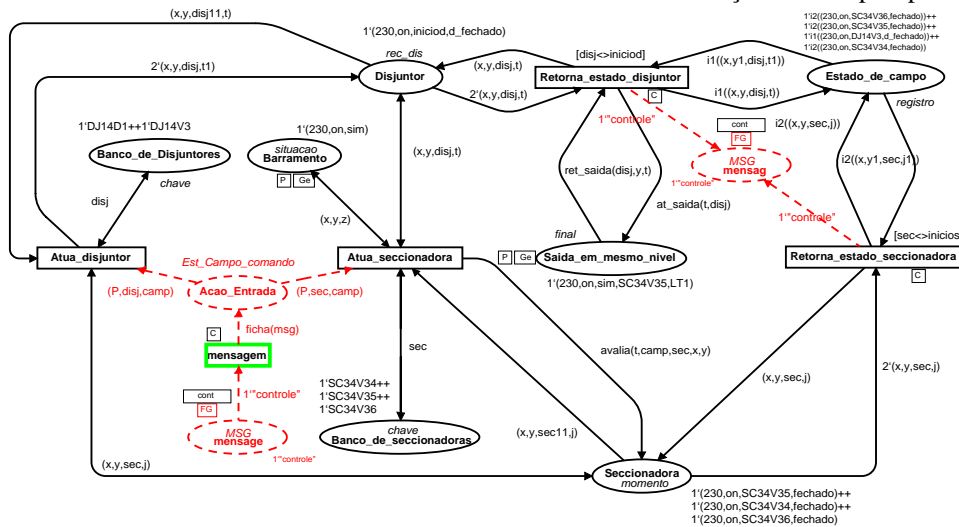 (x,y,disj11,t)
1‘(230,on,iniciod,d_fechado)
rec_dis
Disjuntor
2‘(x,y,disj,t1)
(x,y,disj,t)
2‘(x,y,disj,t)
[disj<>iniciod]
Retorna_estado_disjuntor
C
i1((x,y1,disj,t1))
i1((x,y,disj,t))
1‘i2((230,on,SC34V36,fechado)++
1‘i2((230,on,SC34V35,fechado)++
1‘i1((230,on,DJ14V3,d_fechado))++
1‘i2((230,on,SC34V34,fechado))
Estado_de_campo
registro
1‘"controle"
cont
FG
MSG
mensag
1‘"controle"
1‘"controle"
i2((x,y,sec,j))
i2((x,y1,sec,j1))
1‘DJ14D1++1‘DJ14V3
Banco_de_Disjuntores
chave
1‘(230,on,sim)
situacao
Barramento
P Ge
(x,y,disj,t)
ret_saida(disj,y,t)
at_saida(t,disj)
disj
(x,y,z)
final
P Ge
Saida_em_mesmo_nivel
1‘(230,on,sim,SC34V35,LT1)
[sec<>inicios
Retorna_estado_seccionadora
C
Atua_disjuntor
Est_Campo_comando
Atua_seccionadora
(P,disj,camp)
Acao_Entrada
(P,sec,camp)
C
ficha(msg)
mensagem
cont
FG
1‘"controle"
MSG
mensage
1‘"controle"
sec
1‘SC34V34++
1‘SC34V35++
1‘SC34V36
chave
Banco_de_seccionadoras
avalia(t,camp,sec,x,y)
(x,y,sec11,j)
(x,y,sec,j)
2‘(x,y,sec,j)
(x,y,sec,j)
Seccionadora
momento
1‘(230,on,SC34V35,fechado)++
1‘(230,on,SC34V34,fechado)++
1‘(230,on,SC34V36,fechado)